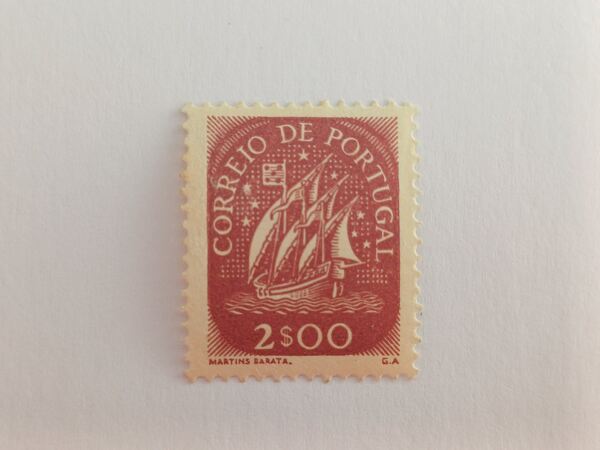 CORREIO DE PORTUGAL
2$00
MARTINS BARATA. G.A